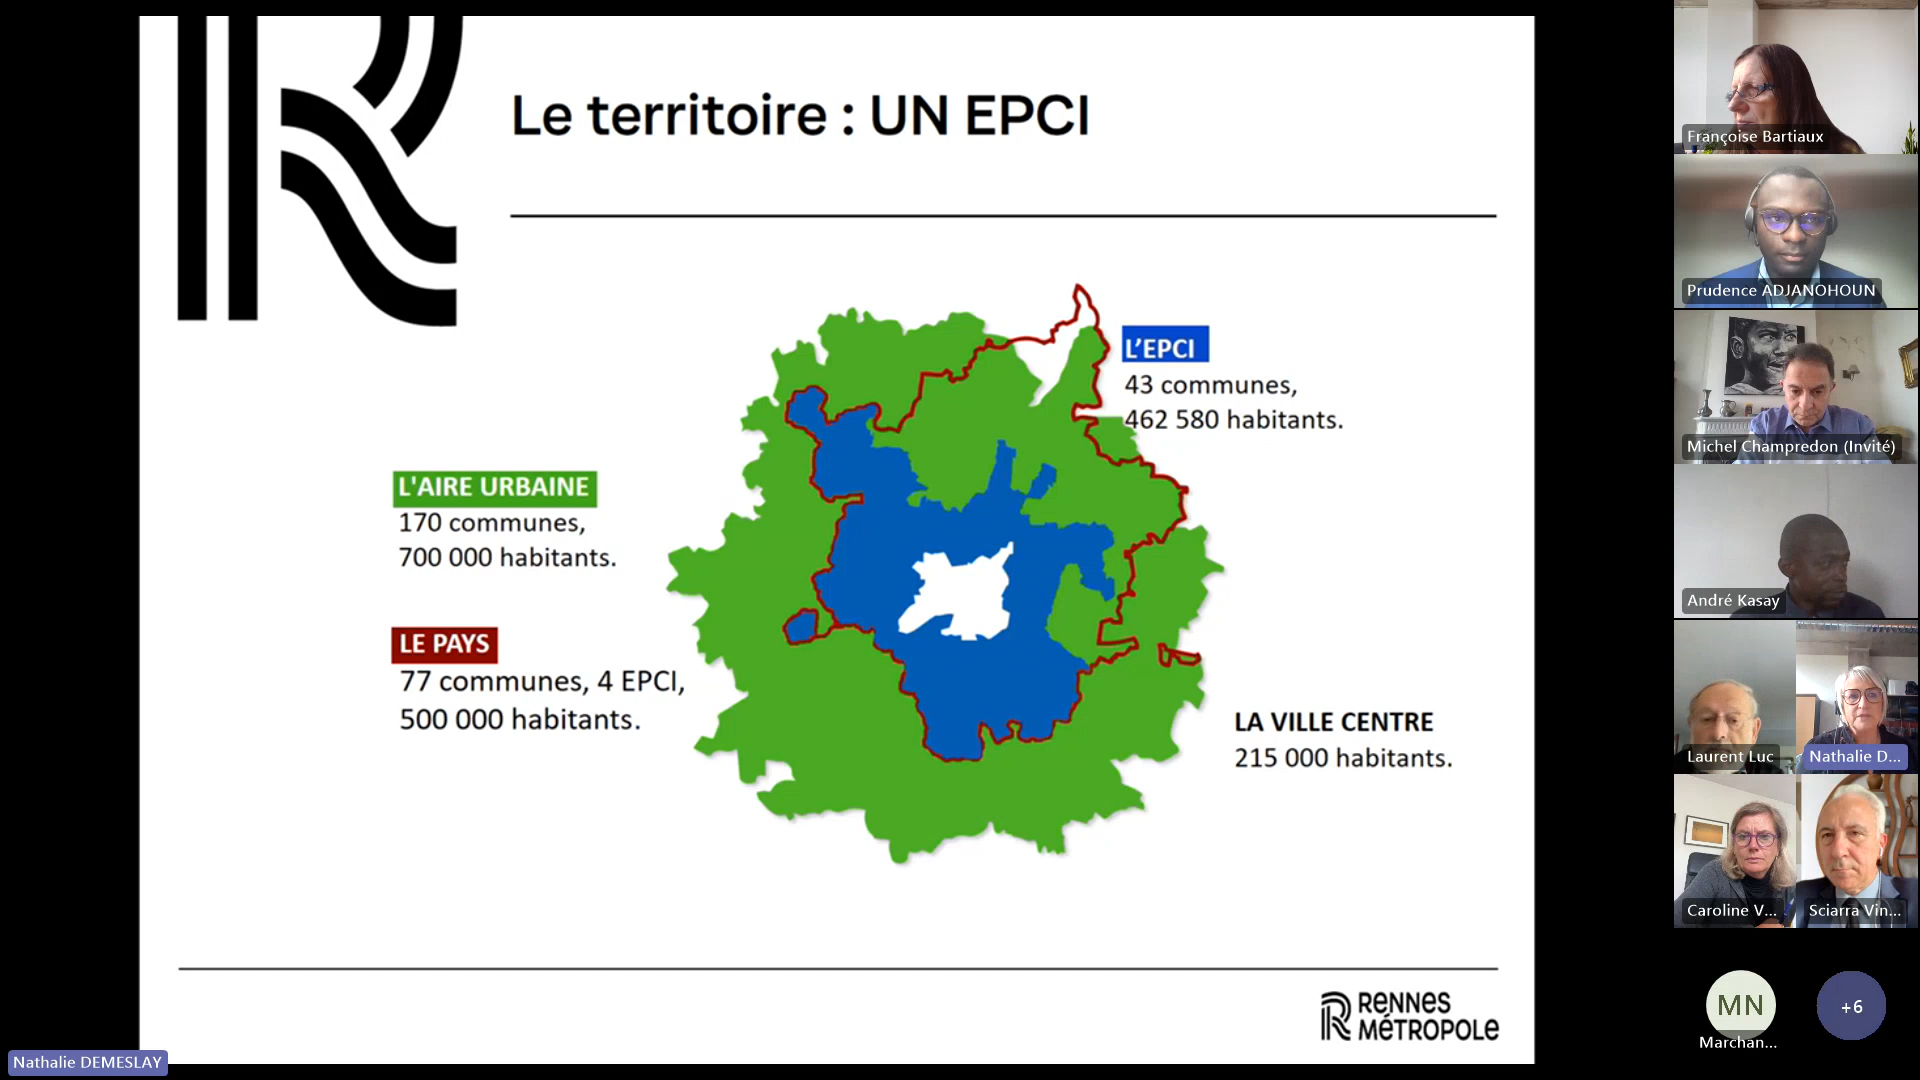 Le territoire : UN EPCI
L’EPCI
43 communes,
462 580 habitants.
L'AIRE URBAINE
170 communes,
700 000 habitants.
LE PAYS
77 communes, 4 EPCI,
500 000 habitants.
LA VILLE CENTRE
215 000 habitants.
RENNES
MÉTROPOLE
Nathalie DEMESLAY
Françoise Bartiaux
Prudence ADJANOHOUN
Michel Champredon (Invité)
André Kasay
Laurent Luc
Nathalie D...
Caroline V...
Sciarra Vin...
MN
+6
Marchan...